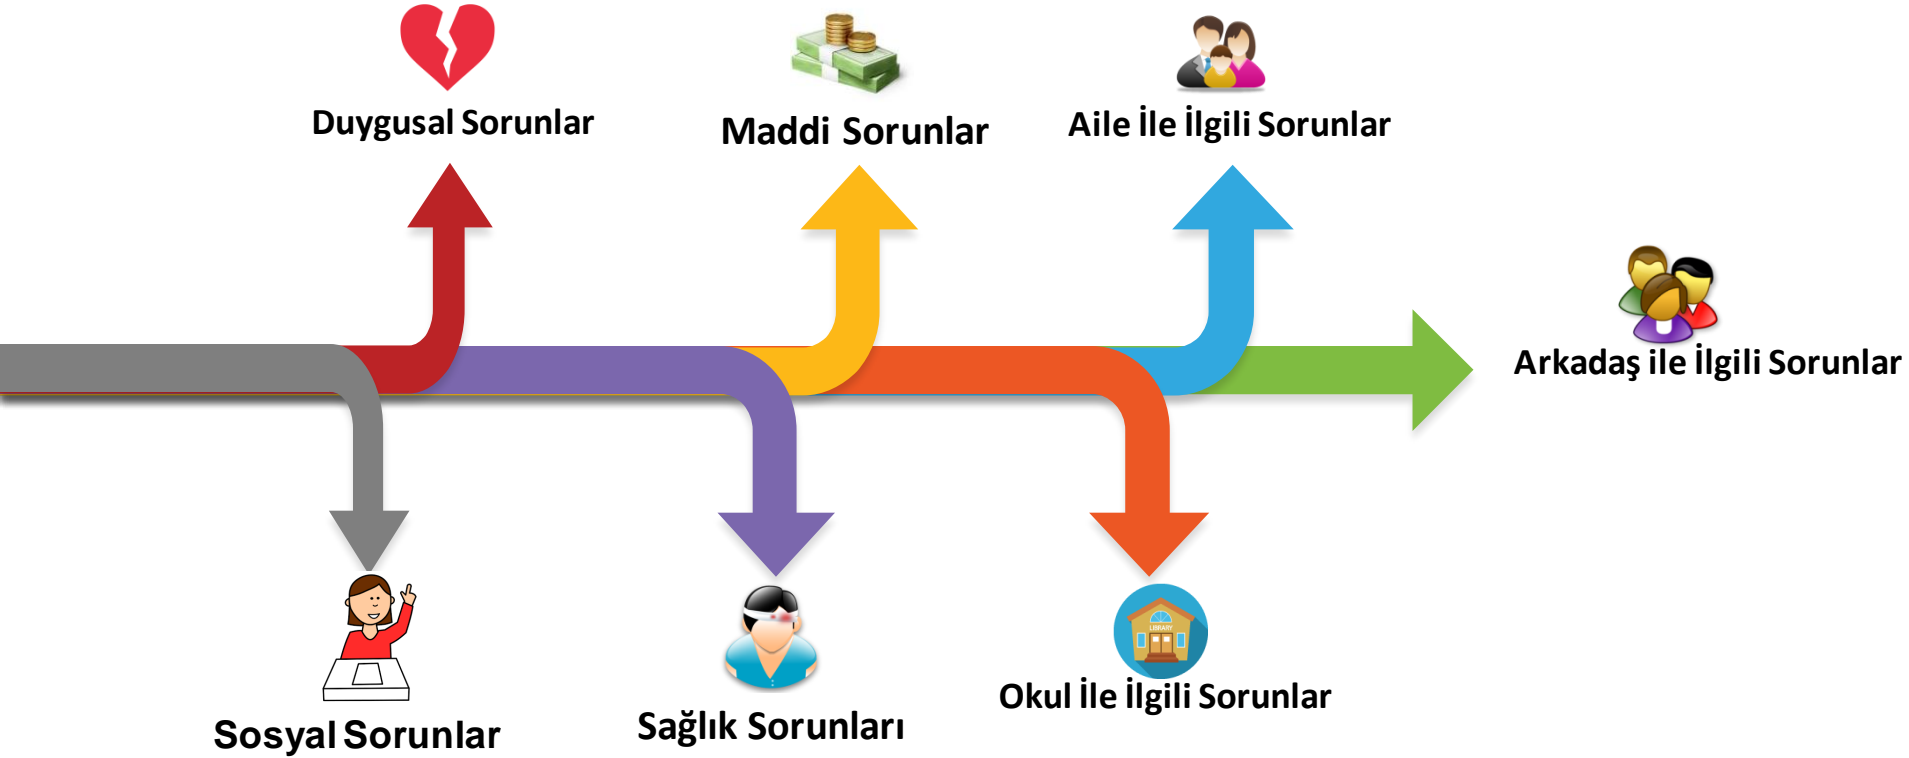 Duygusal Sorunlar
Maddi Sorunlar
Aile İle İlgili Sorunlar
Arkadaş ile İlgili Sorunlar
Sosyal Sorunlar
Sağlık Sorunları
LIBRARY
Okul İle İlgili Sorunlar